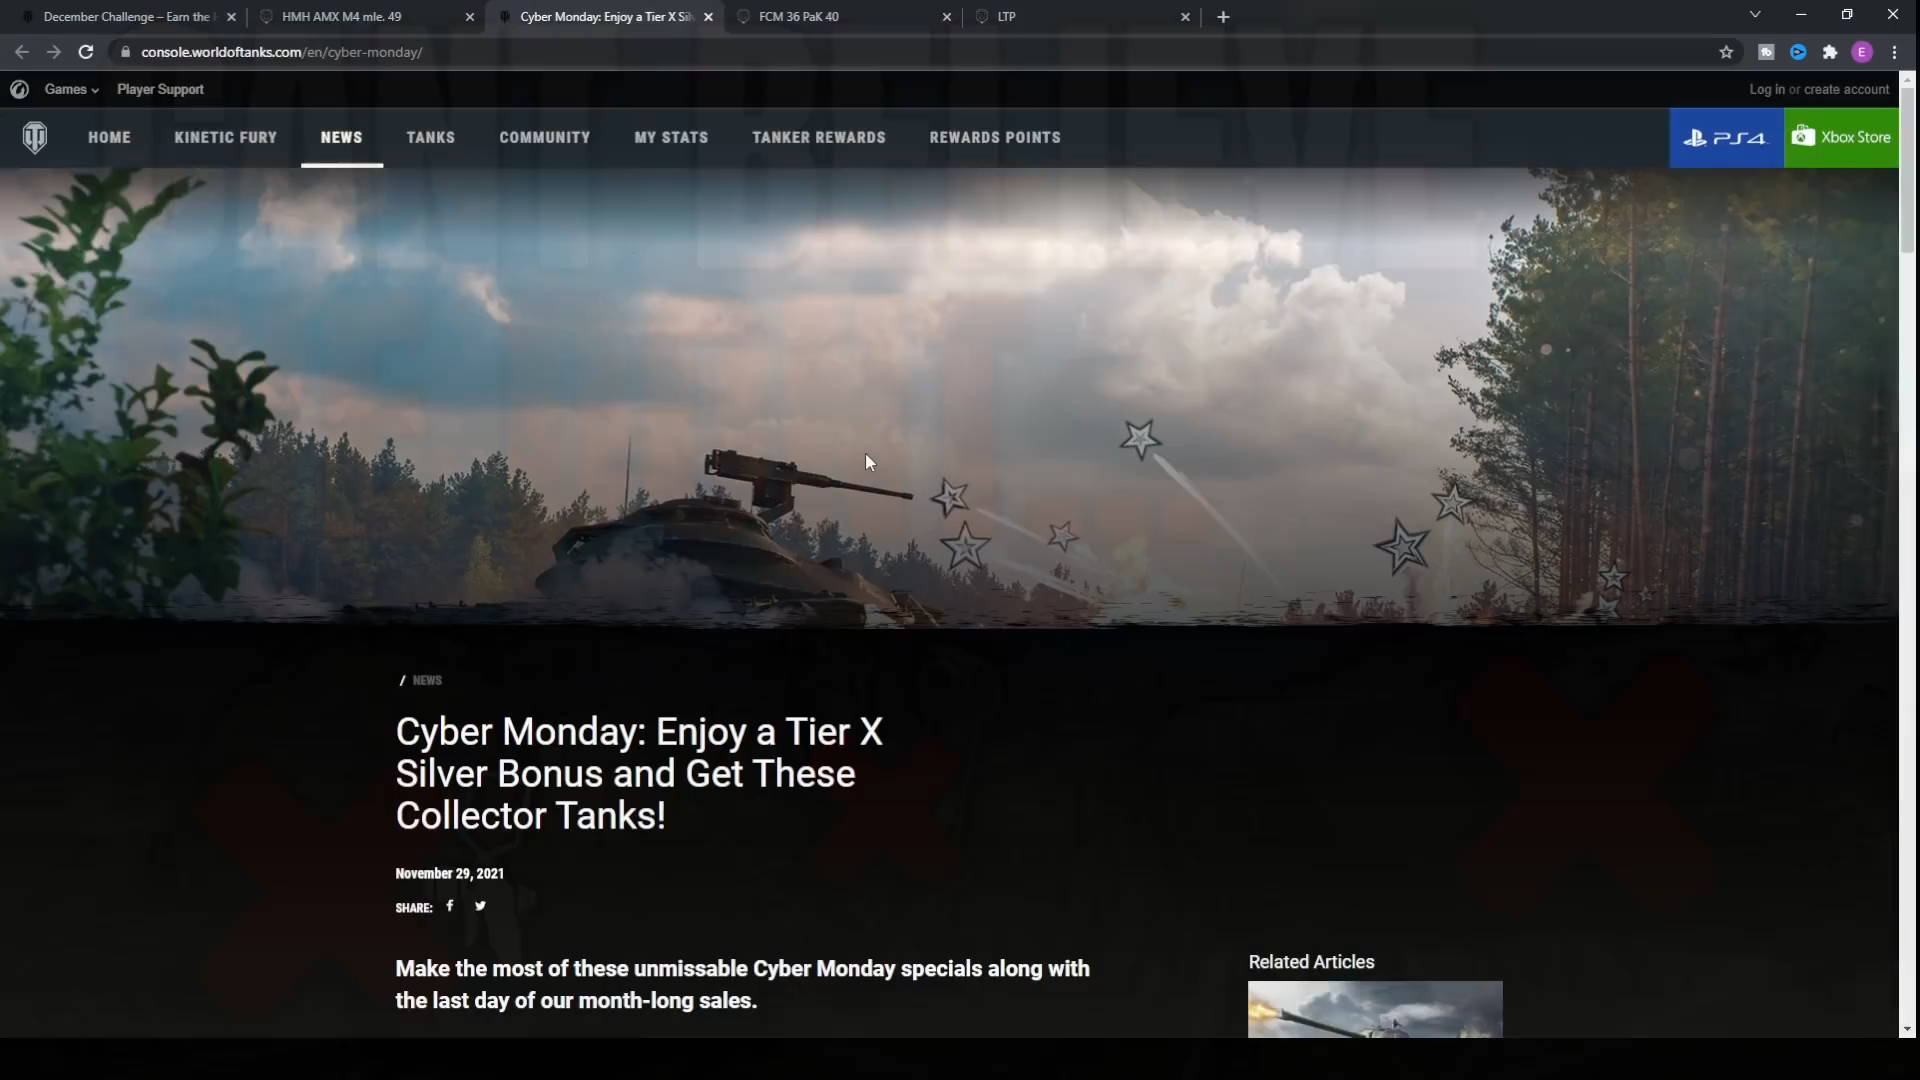 December Challenge – Earn the
HMH AMX M4 mle. 49
Cyber Monday: Enjoy a Tier X Sil
FCM 36 PaK 40
LTP
console.worldoftanks.com/en/cyber-monday/
E
Games
Player Support
Log in or create account
HOME
KINETIC FURY
NEWS
TANKS
COMMUNITY
MY STATS
TANKER REWARDS
REWARDS POINTS
PS4
Xbox Store
/ NEWS
Cyber Monday: Enjoy a Tier X
Silver Bonus and Get These
Collector Tanks!
November 29, 2021
SHARE:
Make the most of these unmissable Cyber Monday specials along with
the last day of our month-long sales.
Related Articles